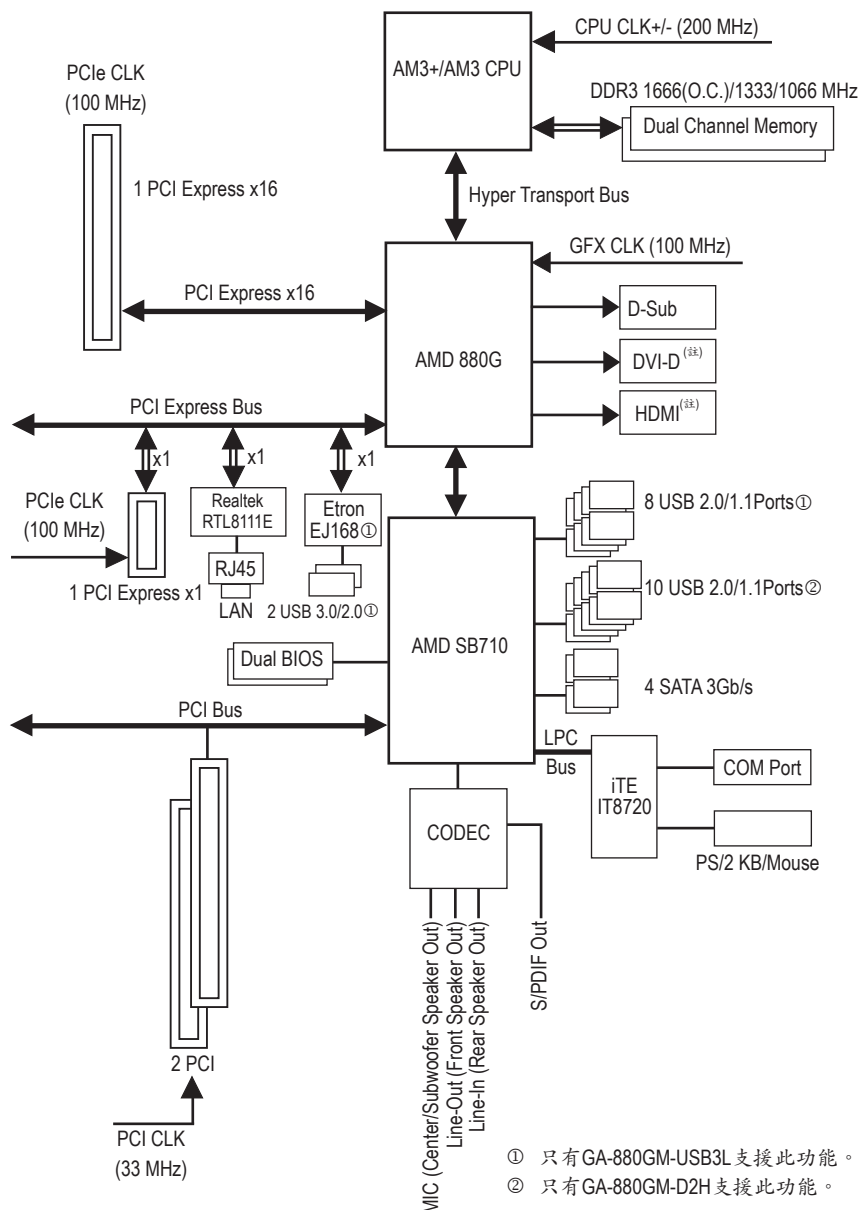 CPU CLK+/- (200 MHz)
AM3+/AM3 CPU
PCIe CLK
(100 MHz)
DDR3 1666(O.C.)/1333/1066 MHz
Dual Channel Memory
1 PCI Express x16
Hyper Transport Bus
GFX CLK (100 MHz)
PCI Express x16
D-Sub
AMD 880G
DVI-D(註)
PCI Express Bus
HDMI(註)
x1
x1
x1
PCIe CLK
(100 MHz)
Realtek
RTL8111E
Etron
EJ168①
8 USB 2.0/1.1Ports①
RJ45
1 PCI Express x1
LAN
2 USB 3.0/2.0①
10 USB 2.0/1.1Ports②
AMD SB710
Dual BIOS
4 SATA 3Gb/s
PCI Bus
LPC
Bus
iTE
IT8720
COM Port
CODEC
PS/2 KB/Mouse
MIC (Center/Subwoofer Speaker Out)
Line-Out (Front Speaker Out)
Line-In (Rear Speaker Out)
S/PDIF Out
2 PCI
PCI CLK
(33 MHz)
① 只有GA-880GM-USB3L支援此功能。
② 只有GA-880GM-D2H支援此功能。